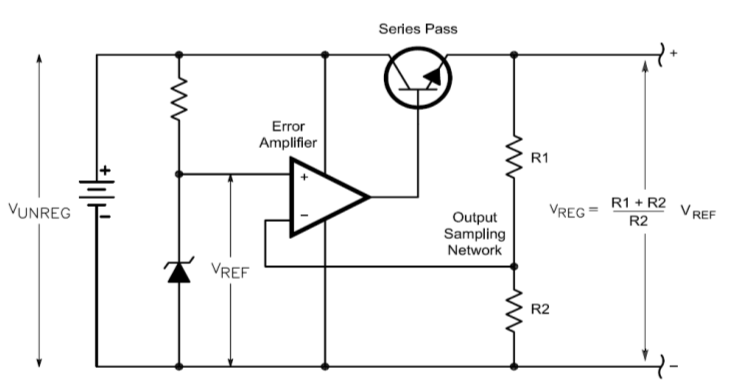 Series Pass
+
Error
Amplifier
+
+
VUNREG
−
−
Output
Sampling
Network
R1
VREG = R1 + R2
R2
VREF
VREF
R2
−